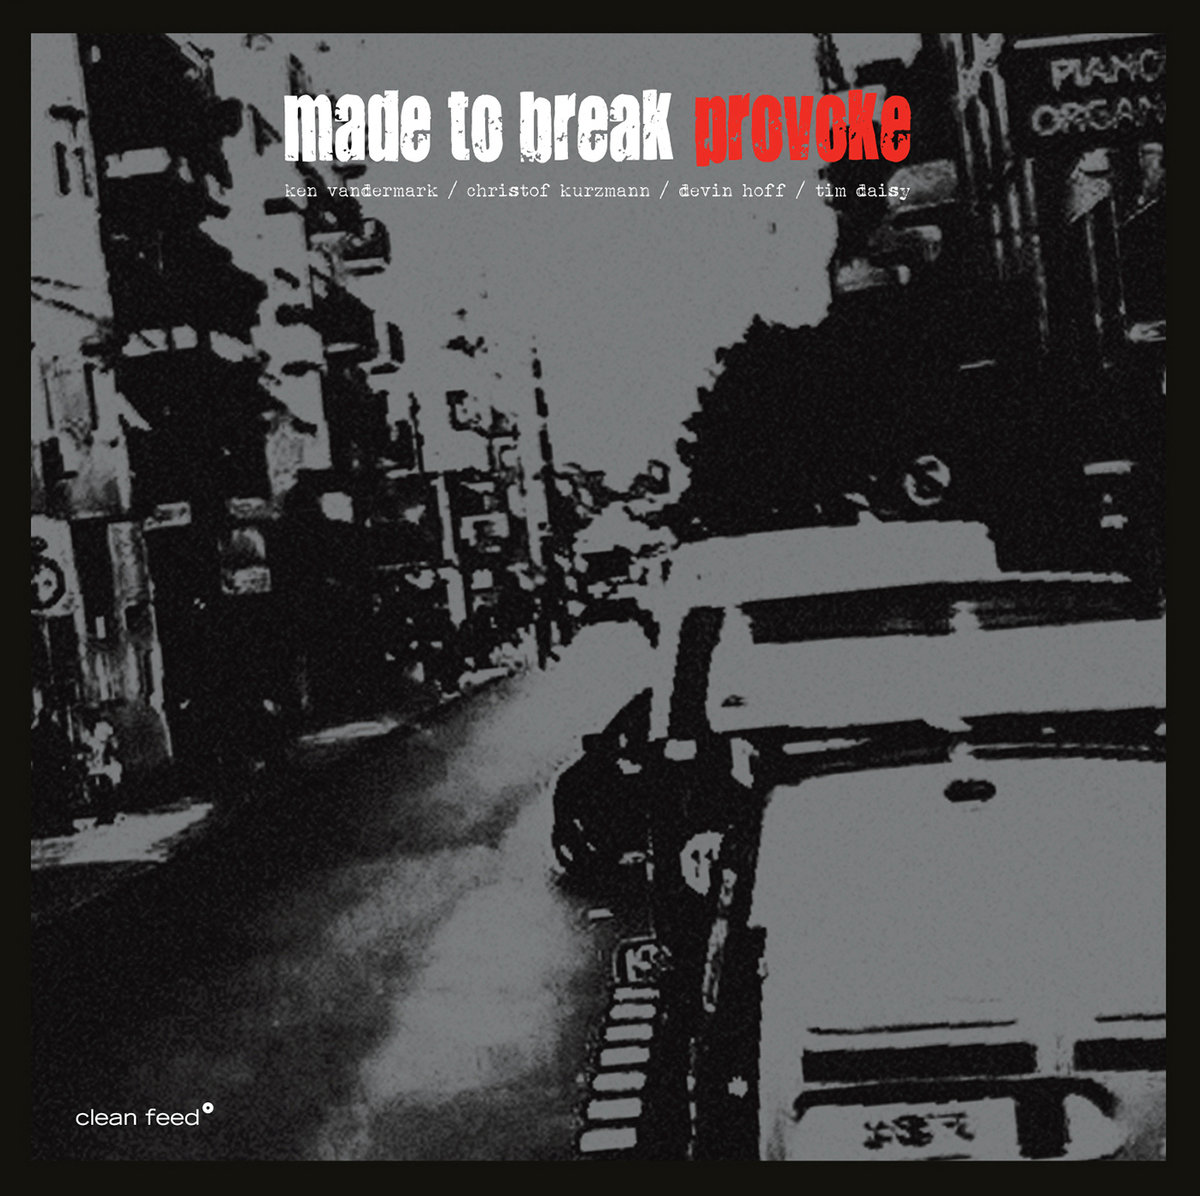 made to break provoke
ken vandermark / christof kurzmann / devin hoff / tim daisy
PIANO
ORGAN
clean feed